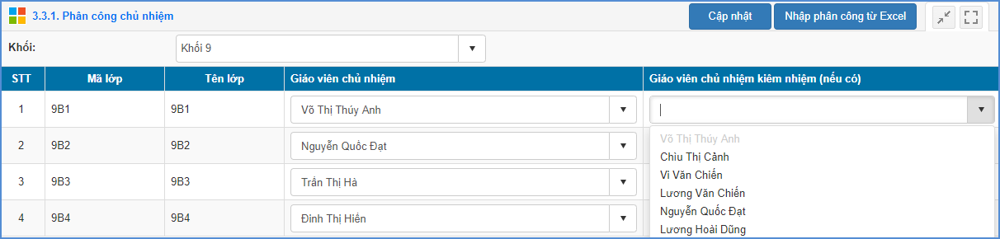 3.3.1. Phân công chủ nhiệm Cập nhật Nhập phân công từ Excel
Khối: Khối 9
STT Mã lớp Tên lớp Giáo viên chủ nhiệm Giáo viên chủ nhiệm kiêm nhiệm (nếu có)
1 9B1 9B1 Võ Thị Thúy Anh
2 9B2 9B2 Nguyễn Quốc Đạt Võ Thị Thúy Anh
Chìu Thị Cảnh
Vi Văn Chiến
3 9B3 9B3 Trần Thị Hà Lương Văn Chiến
Nguyễn Quốc Đạt
4 9B4 9B4 Đinh Thị Hiền Lương Hoài Dũng